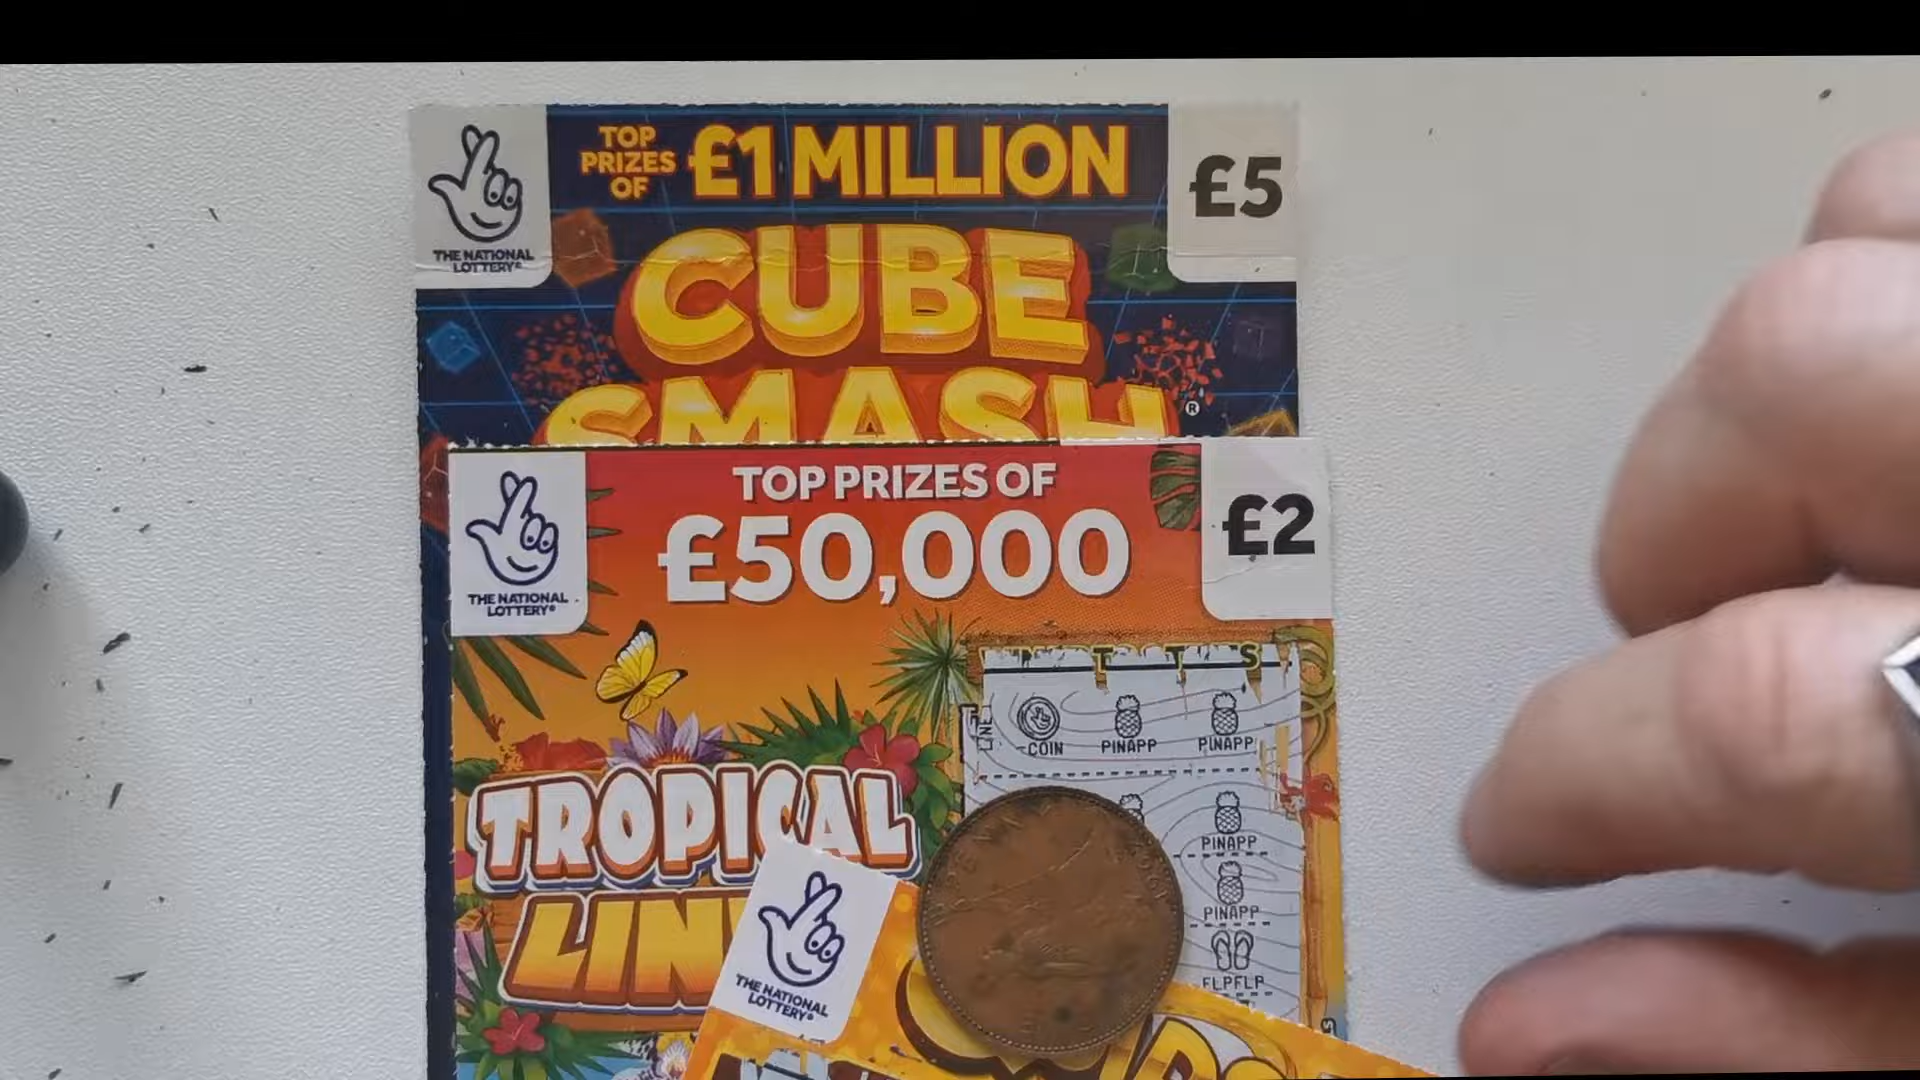 TOP PRIZES OF £1 MILLION
£5
THE NATIONAL LOTTERY®
CUBE
SMASH®
TOP PRIZES OF
£50,000
£2
THE NATIONAL LOTTERY®
COIN PINAPP PINAPP
PINAPP
PINAPP
FLPFLP
TROPICAL
THE NATIONAL LOTTERY®